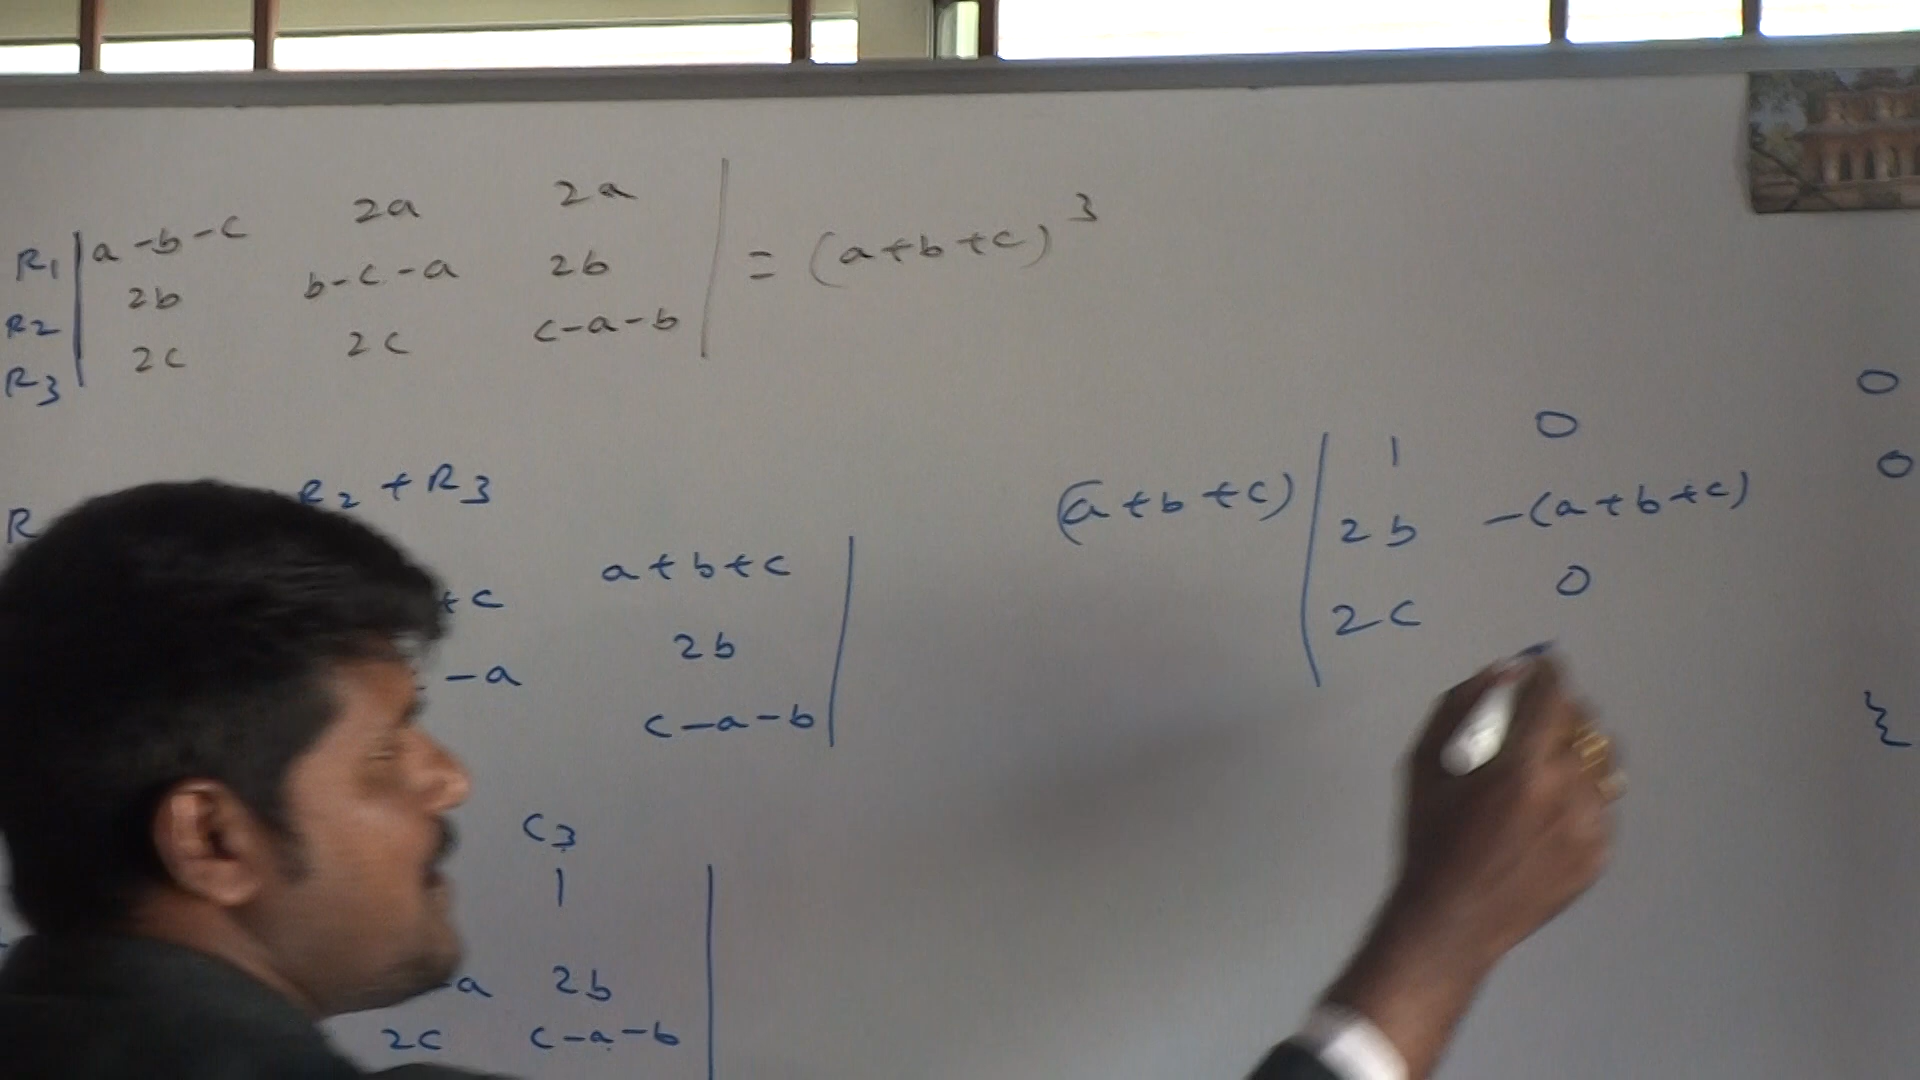 R1 | a-b-c 2a 2a |
R2 | 2b b-c-a 2b | = (a+b+c)³
R3 | 2c 2c c-a-b |
R R2 + R3
+c a+b+c |
-a 2b |
c-a-b |
C3
1 |
-a 2b |
2c c-a-b |
(a+b+c) | 1 0 0
| 2b -(a+b+c) 0
| 2c 0
}